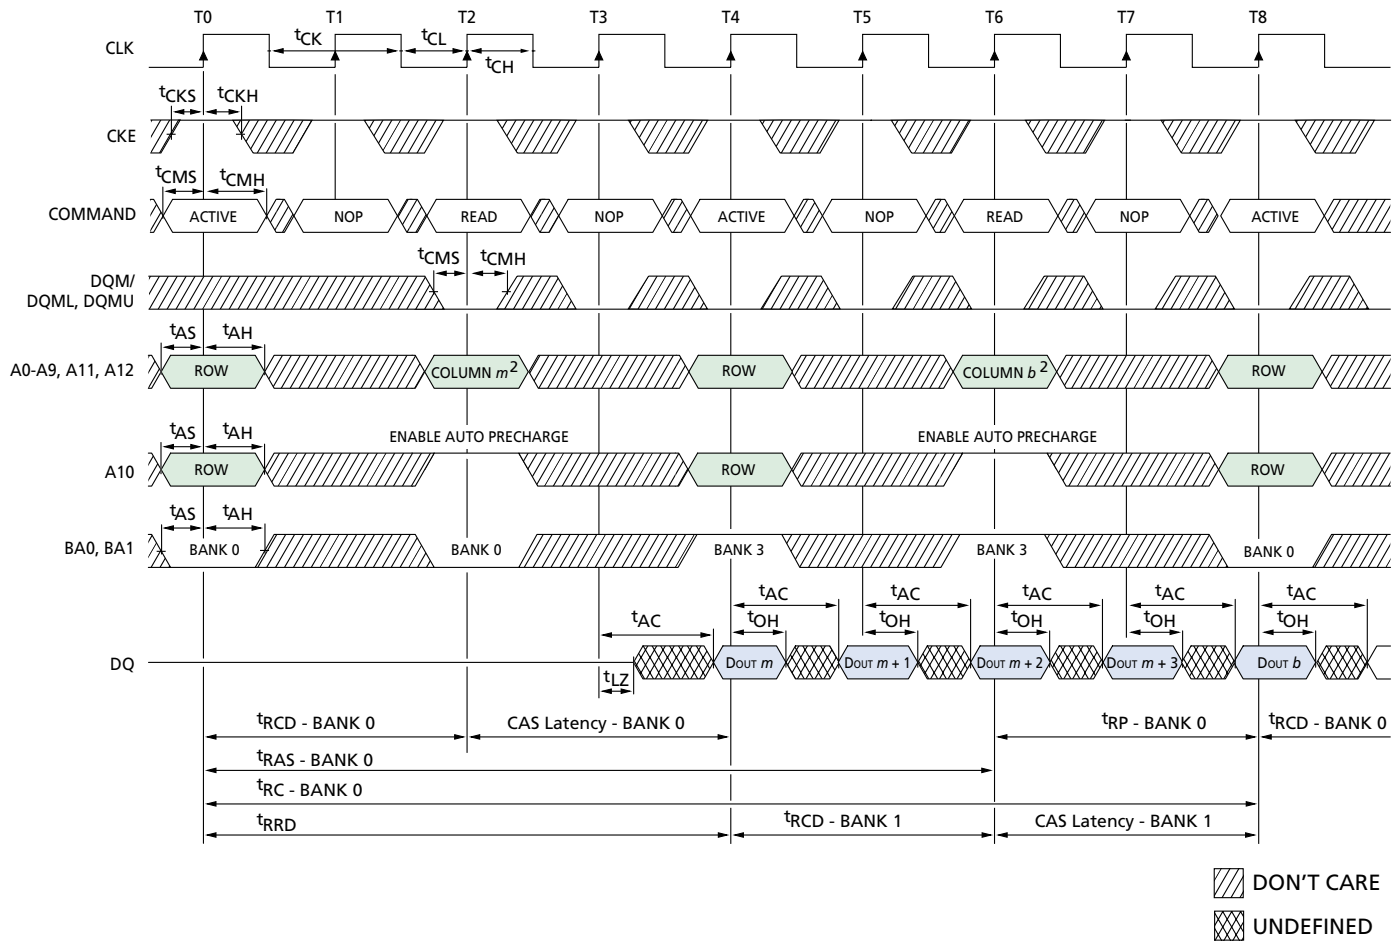 T0 T1 T2 T3 T4 T5 T6 T7 T8
CLK tCK tCL tCH
tCKS tCKH
CKE
tCMS tCMH
COMMAND ACTIVE NOP READ NOP ACTIVE NOP READ NOP ACTIVE
tCMS tCMH
DQM/
DQML, DQMU
tAS tAH
A0-A9, A11, A12 ROW COLUMN m2 ROW COLUMN b 2 ROW
tAS tAH ENABLE AUTO PRECHARGE ENABLE AUTO PRECHARGE
A10 ROW ROW ROW
tAS tAH
BA0, BA1 BANK 0 BANK 0 BANK 3 BANK 3 BANK 0
tAC tAC tAC tAC tAC
tAC tOH tOH tOH tOH tOH
DQ DOUT m DOUT m + 1 DOUT m + 2 DOUT m + 3 DOUT b
tLZ
tRCD - BANK 0 CAS Latency - BANK 0 tRP - BANK 0 tRCD - BANK 0
tRAS - BANK 0
tRC - BANK 0
tRRD tRCD - BANK 1 CAS Latency - BANK 1
DON'T CARE
UNDEFINED